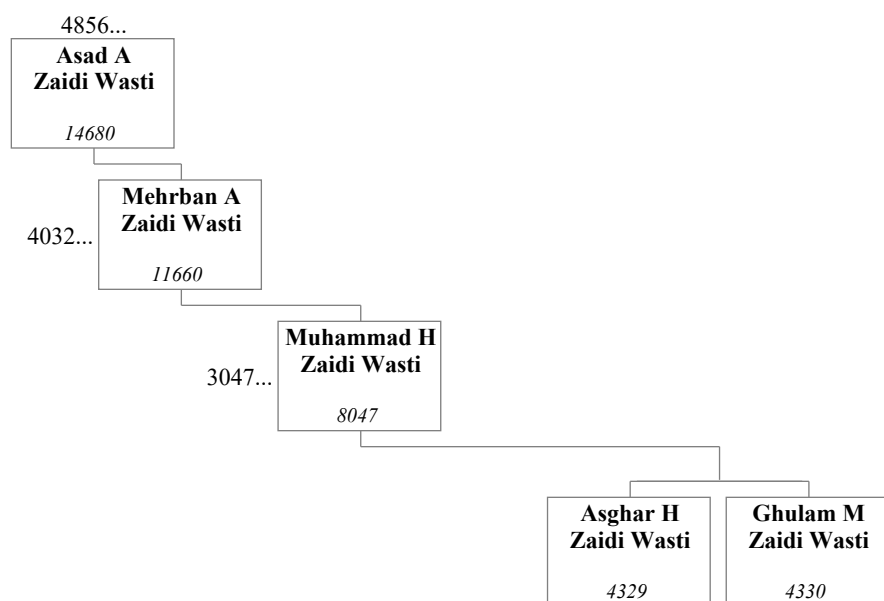 4856...
Asad A
Zaidi Wasti
14680
Mehrban A
Zaidi Wasti
4032...
11660
Muhammad H
Zaidi Wasti
3047...
8047
Asghar H
Zaidi Wasti
4329
Ghulam M
Zaidi Wasti
4330